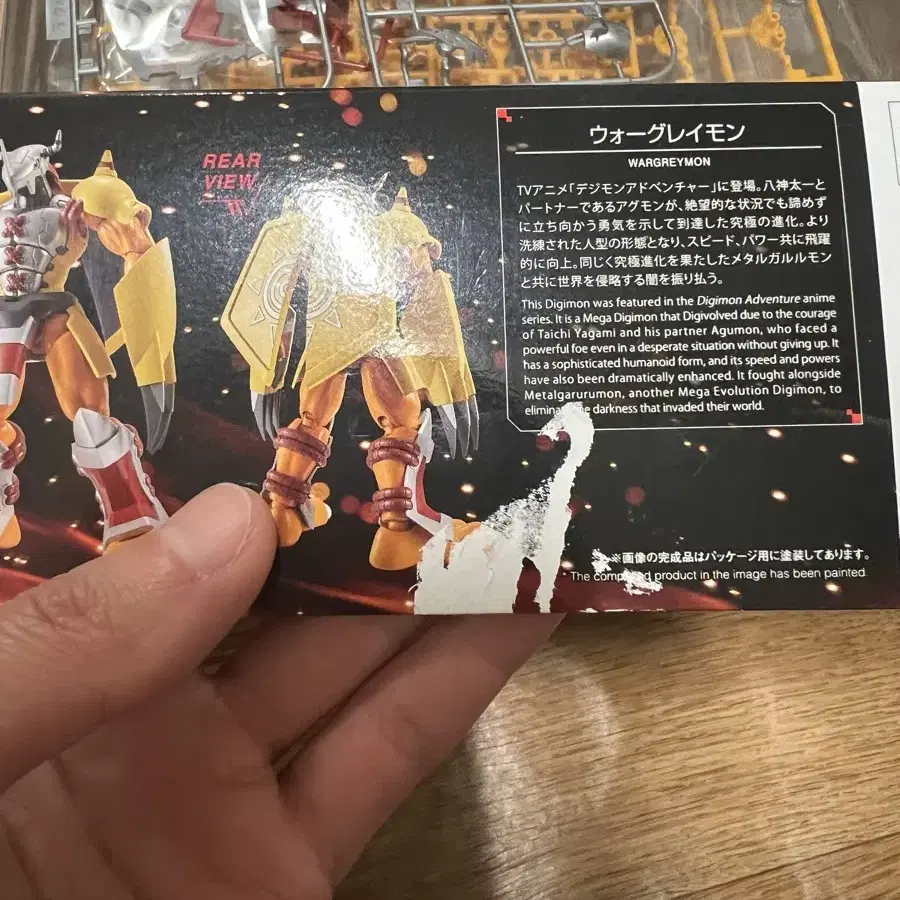 REAR
VIEW
ウォーグレイモン
WARGREYMON
TVアニメ「デジモンアドベンチャー」に登場。八神太一と
パートナーであるアグモンが、絶望的な状況でも諦めず
に立ち向かう勇気を示して到達した究極の進化。より
洗練された人型の形態となり、スピード、パワー共に飛躍
的に向上。同じく究極進化を果たしたメタルガルルモン
と共に世界を侵略する闇を振り払う。
This Digimon was featured in the Digimon Adventure anime
series. It is a Mega Digimon that Digivolved due to the courage
of Taichi Yagami and his partner Agumon, who faced a
powerful foe even in a desperate situation without giving up. It
has a sophisticated humanoid form, and its speed and powers
have also been dramatically enhanced. It fought alongside
Metalgarurumon, another Mega Evolution Digimon, to
darkness that invaded their world.
※画像の完成品はパッケージ用に塗装してあります。
* The product in the image has been painted